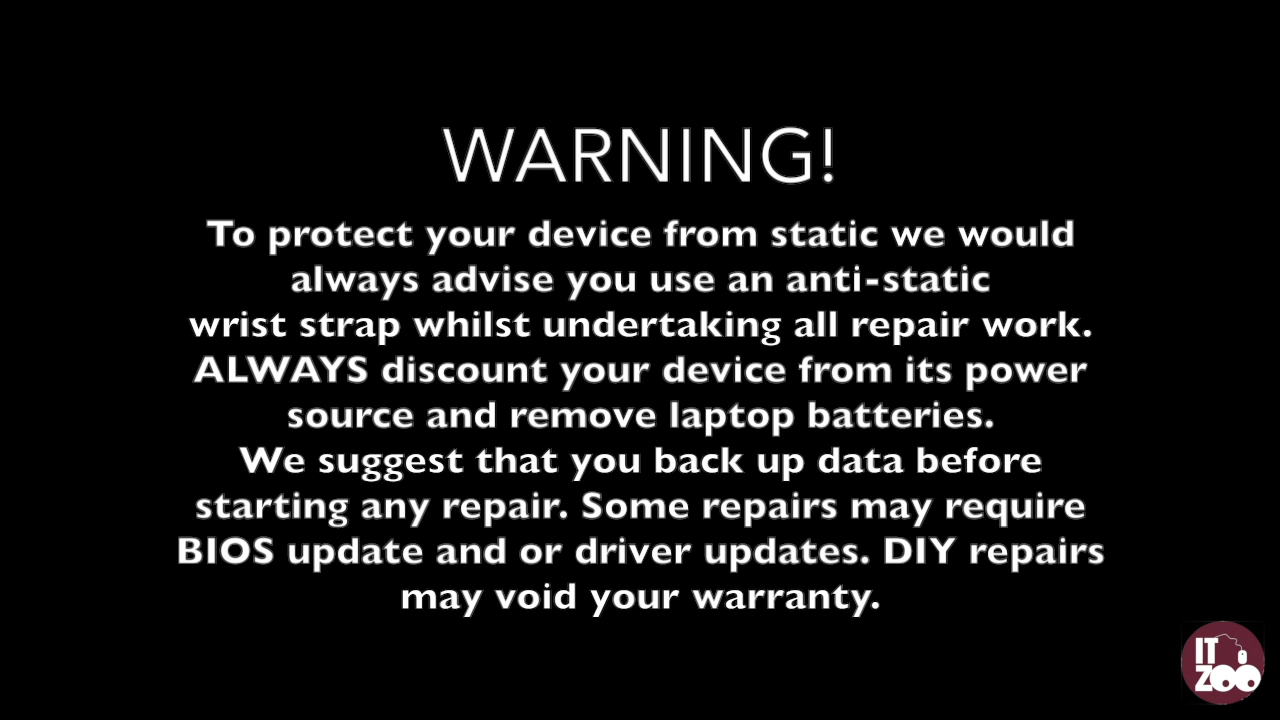 WARNING!
To protect your device from static we would
always advise you use an anti-static
wrist strap whilst undertaking all repair work.
ALWAYS discount your device from its power
source and remove laptop batteries.
We suggest that you back up data before
starting any repair. Some repairs may require
BIOS update and or driver updates. DIY repairs
may void your warranty.
IT
ZOO